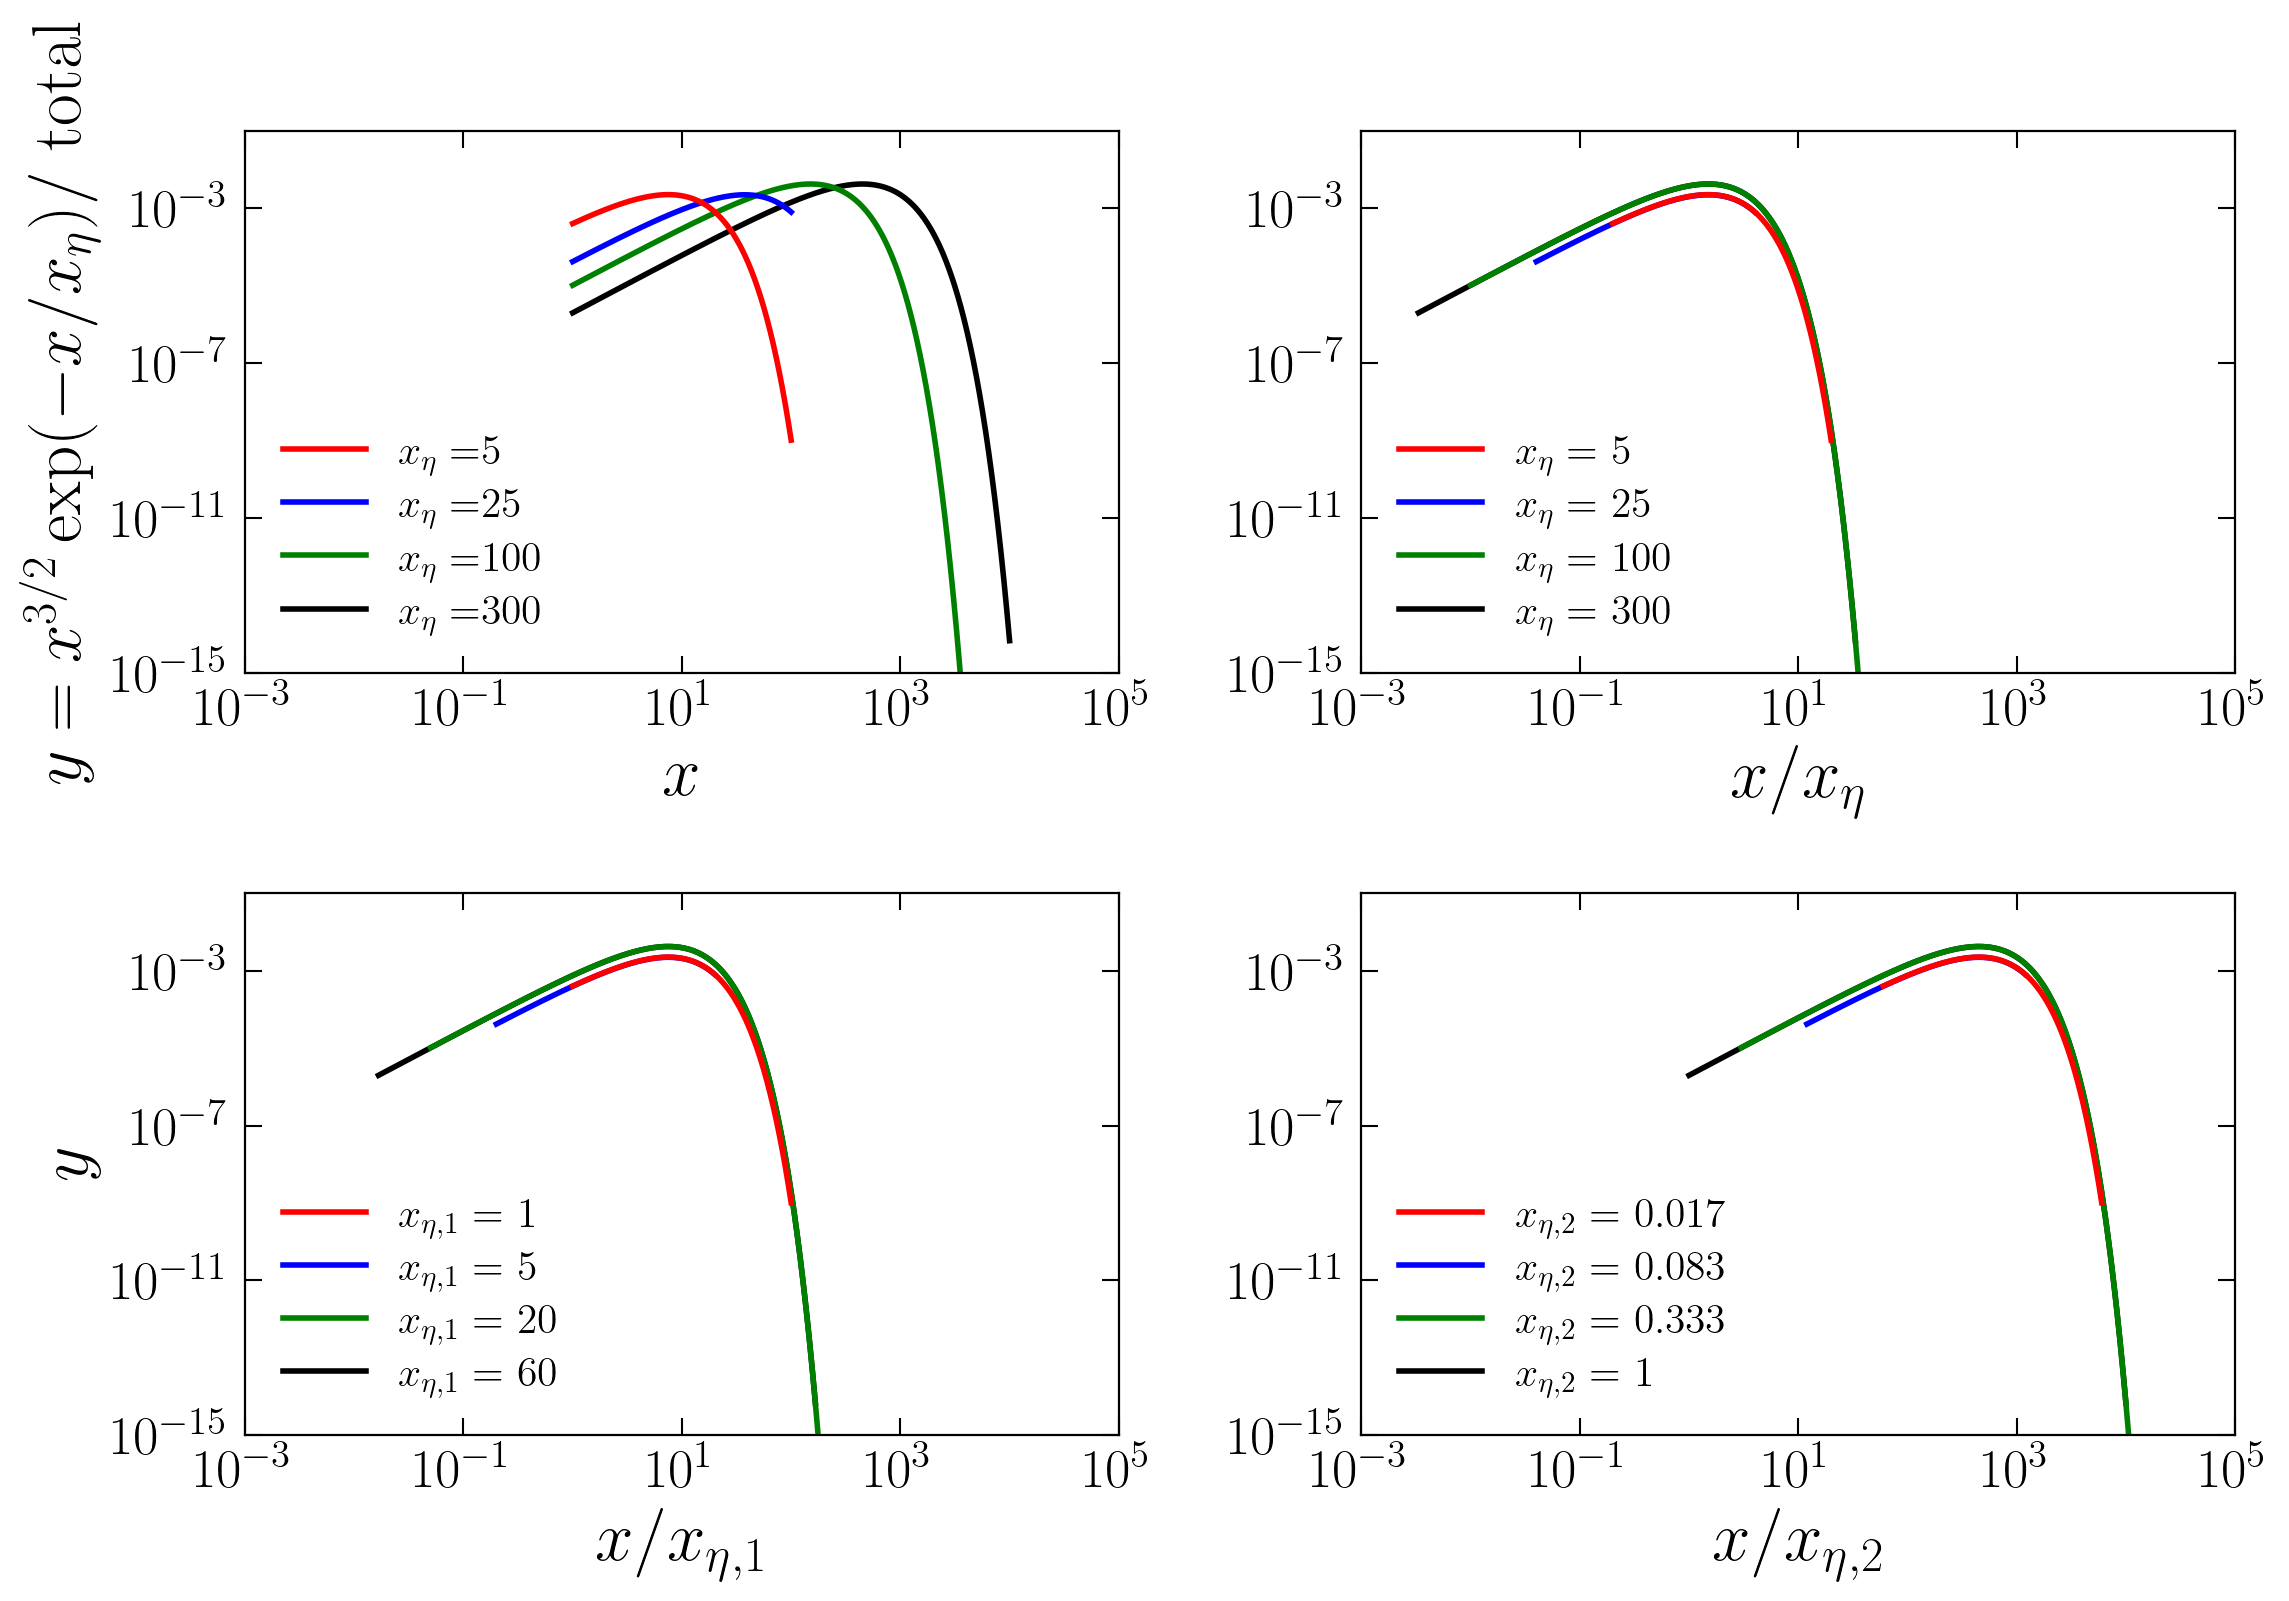 y = x^{3/2} exp(−x/x_η)/ total
10^{−3}
10^{−7}
10^{−11}
10^{−15}
x_η =5
x_η =25
x_η =100
x_η =300
10^{−3} 10^{−1} 10^1 10^3 10^5
x
10^{−3}
10^{−7}
10^{−11}
10^{−15}
x_η = 5
x_η = 25
x_η = 100
x_η = 300
10^{−3} 10^{−1} 10^1 10^3 10^5
x/x_η
y
10^{−3}
10^{−7}
10^{−11}
10^{−15}
x_{η,1} = 1
x_{η,1} = 5
x_{η,1} = 20
x_{η,1} = 60
10^{−3} 10^{−1} 10^1 10^3 10^5
x/x_{η,1}
10^{−3}
10^{−7}
10^{−11}
10^{−15}
x_{η,2} = 0.017
x_{η,2} = 0.083
x_{η,2} = 0.333
x_{η,2} = 1
10^{−3} 10^{−1} 10^1 10^3 10^5
x/x_{η,2}